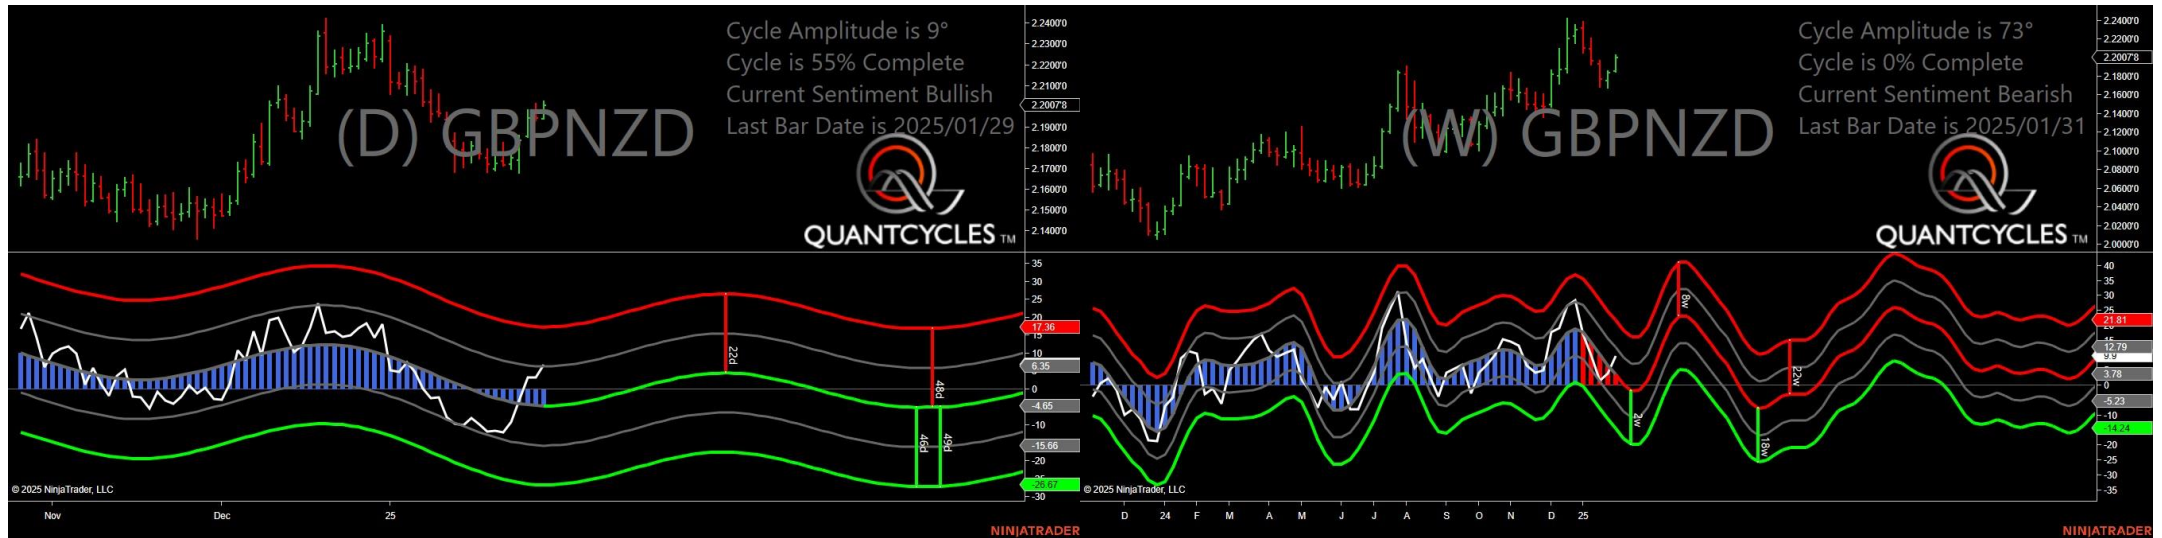 Cycle Amplitude is 9°
Cycle is 55% Complete
Current Sentiment Bullish
Last Bar Date is 2025/01/29
(D) GBPNZD
QUANTCYCLES TM
2.2400'0
2.2300'0
2.2200'0
2.2100'0
2.2007'8
2.1900'0
2.1800'0
2.1700'0
2.1600'0
2.1500'0
2.1400'0
35
30
25
20
17.36
10
6.35
0
-4.65
-10
-15.66
-20
-26.67
-30
22d
48d
46d
49d
© 2025 NinjaTrader, LLC
Nov
Dec
25
NINJATRADER
Cycle Amplitude is 73°
Cycle is 0% Complete
Current Sentiment Bearish
Last Bar Date is 2025/01/31
(W) GBPNZD
QUANTCYCLES TM
2.2400'0
2.2200'0
2.2007'8
2.1800'0
2.1600'0
2.1400'0
2.1200'0
2.1000'0
2.0800'0
2.0600'0
2.0400'0
2.0200'0
2.0000'0
40
35
30
25
21.81
12.79
9.9
3.78
0
-5.23
-10
-14.24
-20
-25
-30
-35
8w
22w
2w
18w
© 2025 NinjaTrader, LLC
D 24 F M A M J J A S O N D 25
NINJATRADER